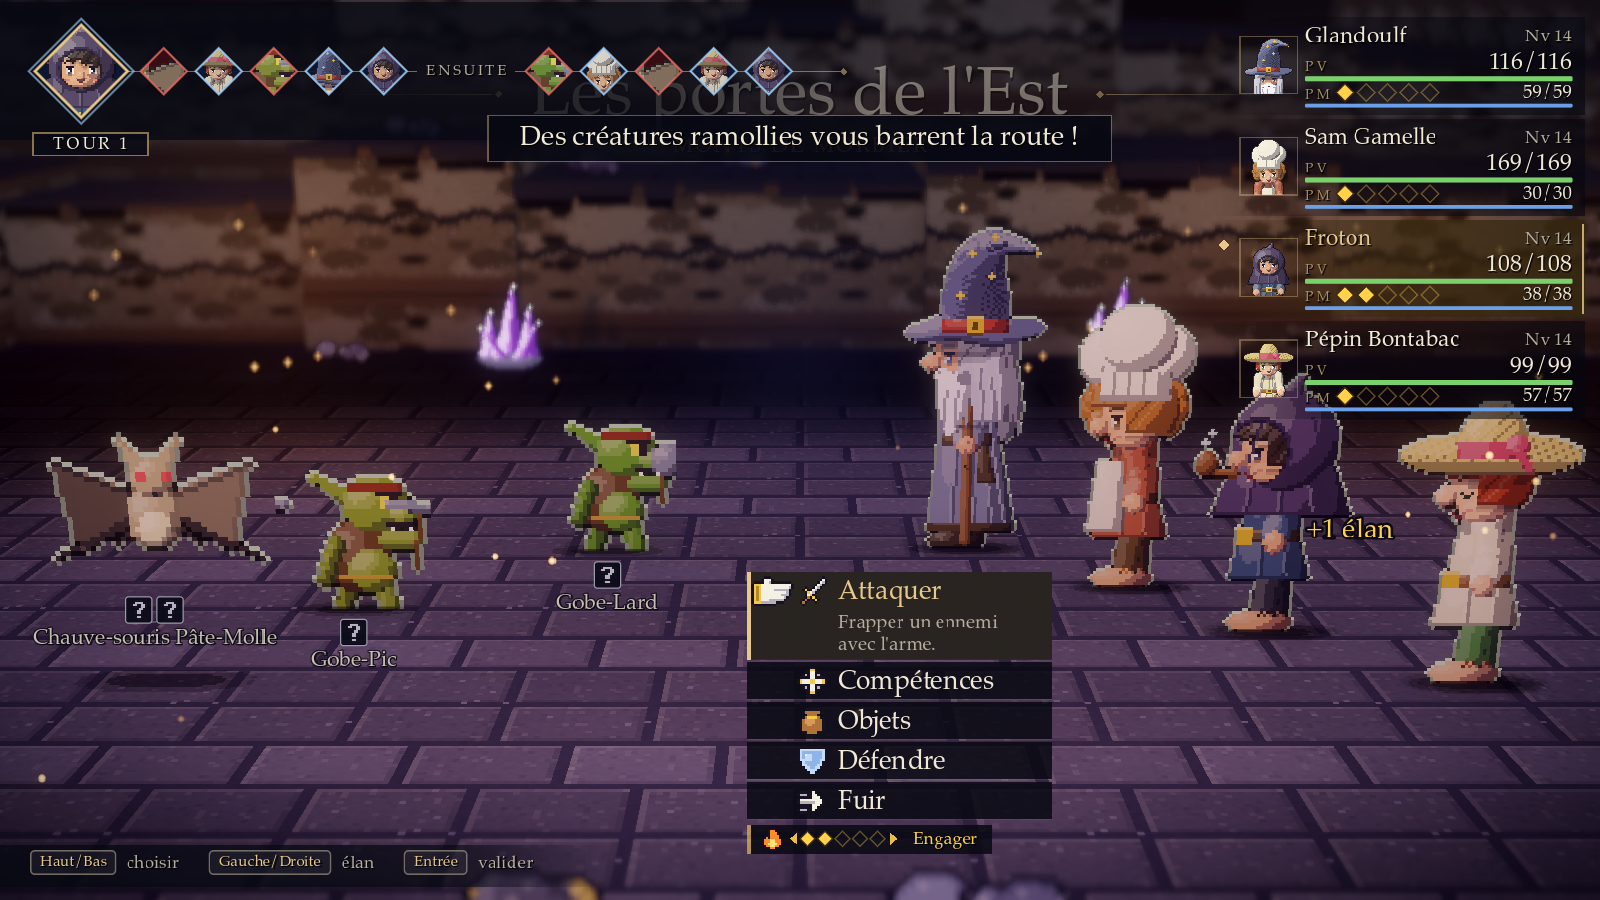 ENSUITE
Les portes de l'Est
TOUR 1
Des créatures ramollies vous barrent la route !
Glandoulf
Nv 14
PV
116/116
PM
59/59
Sam Gamelle
Nv 14
PV
169/169
PM
30/30
Froton
Nv 14
PV
108/108
PM
38/38
Pépin Bontabac
Nv 14
PV
99/99
PM
57/57
+1 élan
? ?
Chauve-souris Pâte-Molle
?
Gobe-Pic
?
Gobe-Lard
Attaquer
Frapper un ennemi
avec l'arme.
Compétences
Objets
Défendre
Fuir
Engager
Haut/Bas choisir Gauche/Droite élan Entrée valider